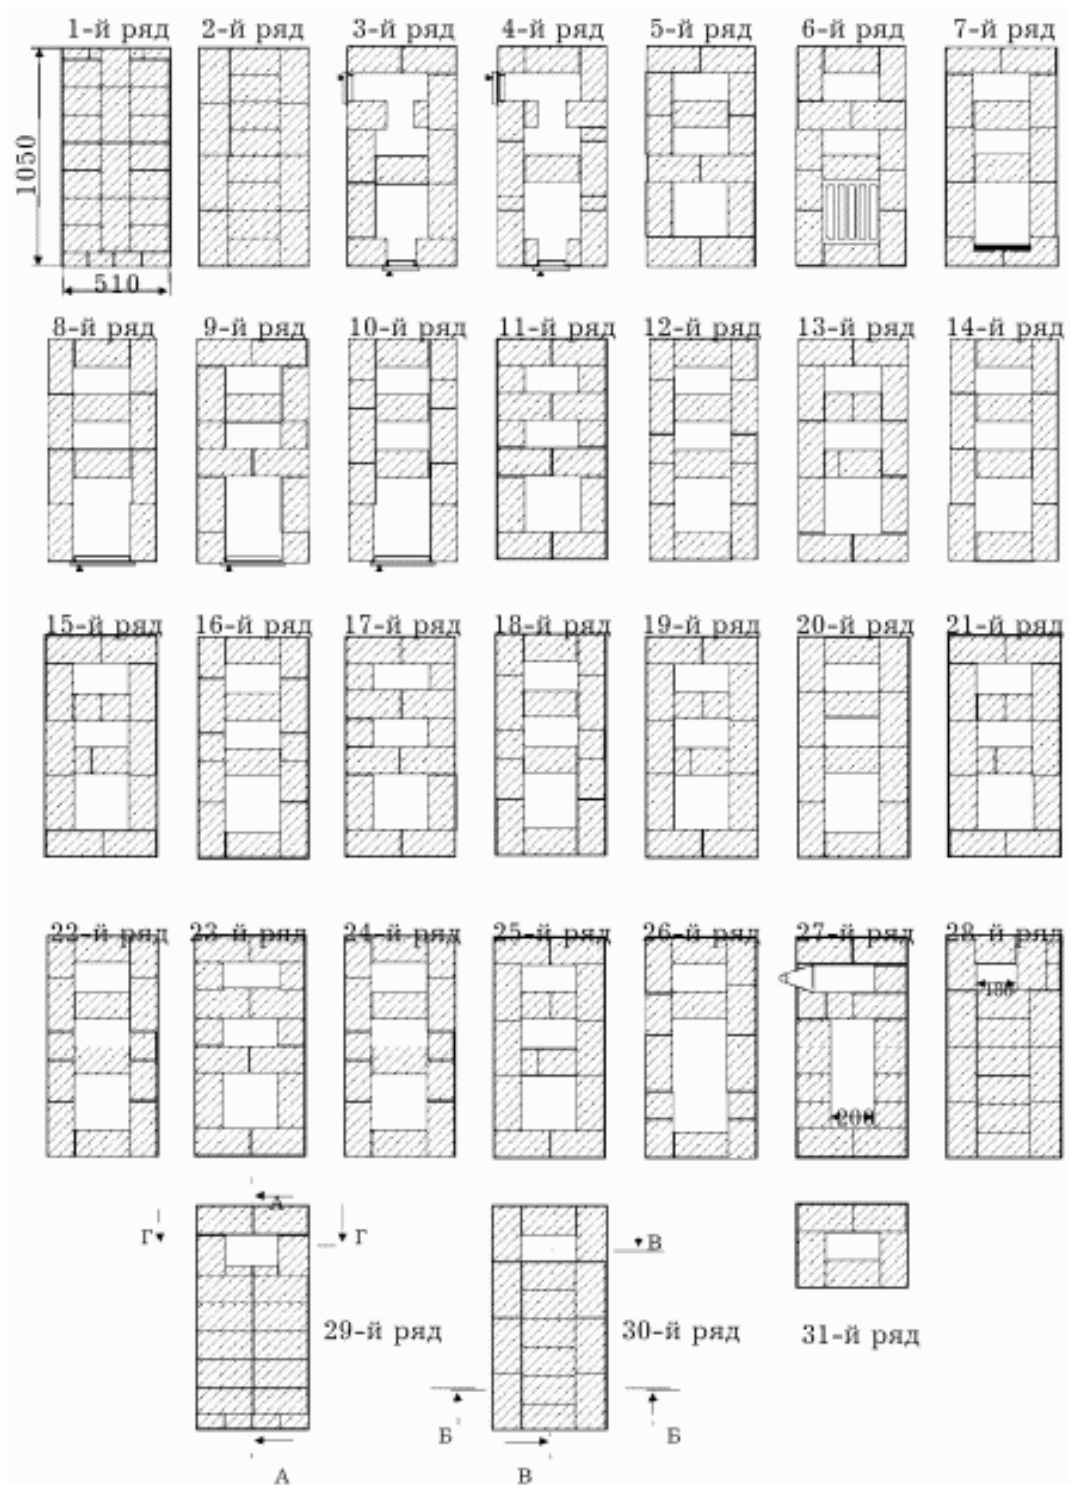 1-й ряд 2-й ряд 3-й ряд 4-й ряд 5-й ряд 6-й ряд 7-й ряд
1050
510
8-й ряд 9-й ряд 10-й ряд 11-й ряд 12-й ряд 13-й ряд 14-й ряд
15-й ряд 16-й ряд 17-й ряд 18-й ряд 19-й ряд 20-й ряд 21-й ряд
22-й ряд 23-й ряд 24-й ряд 25-й ряд 26-й ряд 27-й ряд 28 й ряд
А
Г Г В
29-й ряд 30-й ряд 31-й ряд
Б Б
А В